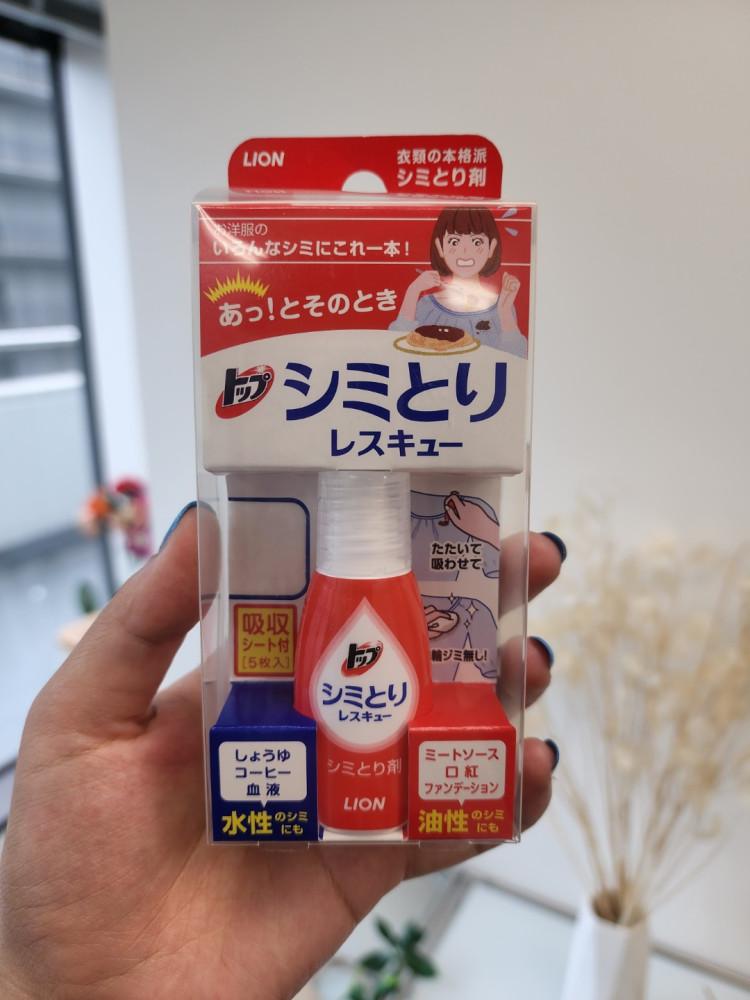 LION
衣類の本格派
シミとり剤
お洋服の
いろんなシミにこれ一本!
あっ!とそのとき
トップ
シミとり
レスキュー
たたいて
吸わせて
輪ジミ無し!
吸収
シート付
[5枚入]
トップ
シミとり
レスキュー
シミとり剤
LION
しょうゆ
コーヒー
血液
水性のシミ
にも
ミートソース
口紅
ファンデーション
油性のシミ
にも